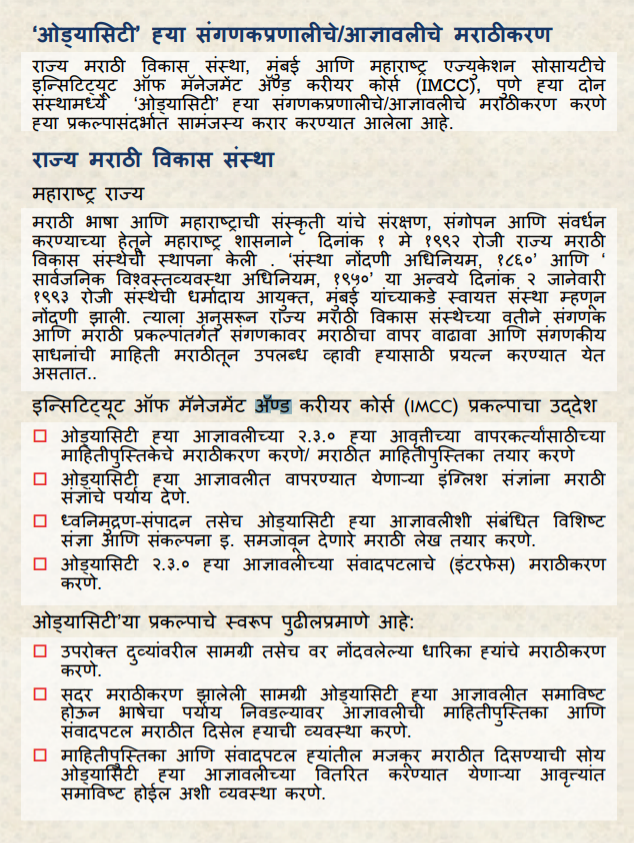 ‘ओड्यासिटी’ ह्या संगणकप्रणालीचे/आज्ञावलीचे मराठीकरण
राज्य मराठी विकास संस्था, मुंबई आणि महाराष्ट्र एज्युकेशन सोसायटीचे
इन्सिटिट्यूट ऑफ मॅनेजमेंट अ‍ॅण्ड करीयर कोर्स (IMCC), पुणे ह्या दोन
संस्थामध्ये ‘ओड्यासिटी’ ह्या संगणकप्रणालीचे/आज्ञावलीचे मराठीकरण करणे
ह्या प्रकल्पासंदर्भात सामंजस्य करार करण्यात आलेला आहे.
राज्य मराठी विकास संस्था
महाराष्ट्र राज्य
मराठी भाषा आणि महाराष्ट्राची संस्कृती यांचे संरक्षण, संगोपन आणि संवर्धन
करण्याच्या हेतूने महाराष्ट्र शासनाने . दिनांक १ मे १९९२ रोजी राज्य मराठी
विकास संस्थेची स्थापना केली . ‘संस्था नोंदणी अधिनियम, १८६०’ आणि ‘
सार्वजनिक विश्वस्तव्यवस्था अधिनियम, १९५०’ या अन्वये दिनांक २ जानेवारी
१९९३ रोजी संस्थेची धर्मादाय आयुक्त, मुंबई यांच्याकडे स्वायत्त संस्था म्हणून
नोंदणी झाली. त्याला अनुसरून राज्य मराठी विकास संस्थेच्या वतीने संगणक
आणि मराठी प्रकल्पांतर्गत संगणकावर मराठीचा वापर वाढावा आणि संगणकीय
साधनांची माहिती मराठीतून उपलब्ध व्हावी ह्यासाठी प्रयत्न करण्यात येत
असतात..
इन्सिटिट्यूट ऑफ मॅनेजमेंट अ‍ॅण्ड करीयर कोर्स (IMCC) प्रकल्पाचा उद्देश
ओड्यासिटी ह्या आज्ञावलीच्या २.३.० ह्या आवृत्तीच्या वापरकर्त्यांसाठीच्या
माहितीपुस्तिकेचे मराठीकरण करणे/ मराठीत माहितीपुस्तिका तयार करणे
ओड्यासिटी ह्या आज्ञावलीत वापरण्यात येणाऱ्या इंग्लिश संज्ञांना मराठी
संज्ञांचे पर्याय देणे.
ध्वनिमुद्रण-संपादन तसेच ओड्यासिटी ह्या आज्ञावलीशी संबंधित विशिष्ट
संज्ञा आणि संकल्पना इ. समजावून देणारे मराठी लेख तयार करणे.
ओड्यासिटी २.३.० ह्या आज्ञावलीच्या संवादपटलाचे (इंटरफेस) मराठीकरण
करणे.
ओड्यासिटी’या प्रकल्पाचे स्वरूप पुढीलप्रमाणे आहे:
उपरोक्त दुव्यांवरील सामग्री तसेच वर नोंदवलेल्या धारिका ह्यांचे मराठीकरण
करणे.
सदर मराठीकरण झालेली सामग्री ओड्यासिटी ह्या आज्ञावलीत समाविष्ट
होऊन भाषेचा पर्याय निवडल्यावर आज्ञावलीची माहितीपुस्तिका आणि
संवादपटल मराठीत दिसेल ह्याची व्यवस्था करणे.
माहितीपुस्तिका आणि संवादपटल ह्यांतील मजकूर मराठीत दिसण्याची सोय
ओड्यासिटी ह्या आज्ञावलीच्या वितरित करण्यात येणाऱ्या आवृत्त्यांत
समाविष्ट होईल अशी व्यवस्था करणे.